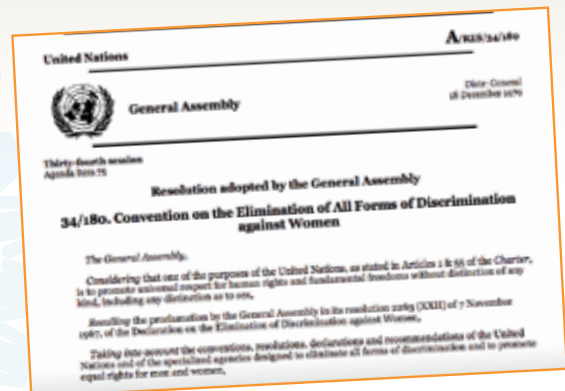 United Nations
A/RES/34/180
General Assembly
Distr. General
18 December 1979
Thirty-fourth session
Agenda item 75
Resolution adopted by the General Assembly
34/180. Convention on the Elimination of All Forms of Discrimination
against Women
The General Assembly,
Considering that one of the purposes of the United Nations, as stated in Articles 1 & 55 of the Charter,
is to promote universal respect for human rights and fundamental freedoms without distinction of any
kind, including any distinction as to sex,
Recalling the proclamation by the General Assembly in its resolution 2263 (XXII) of 7 November
1967, of the Declaration on the Elimination of Discrimination against Women,
Taking into account the conventions, resolutions, declarations and recommendations of the United
Nations and of the specialized agencies designed to eliminate all forms of discrimination and to promote
equal rights for men and women,